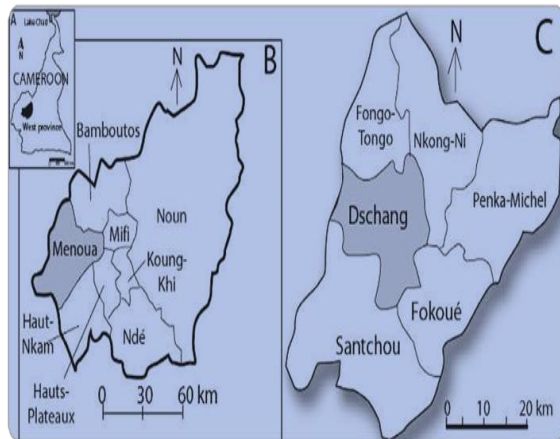 A
Lake Chad
N
CAMEROON
West province
B
N
Bamboutos
Noun
Mifi
Menoua
Koung-
Khi
Haut-
Nkam
Ndé
Hauts-
Plateaux
0 30 60 km
C
N
Fongo-
Tongo
Nkong-Ni
Penka-Michel
Dschang
Fokoué
Santchou
0 10 20 km